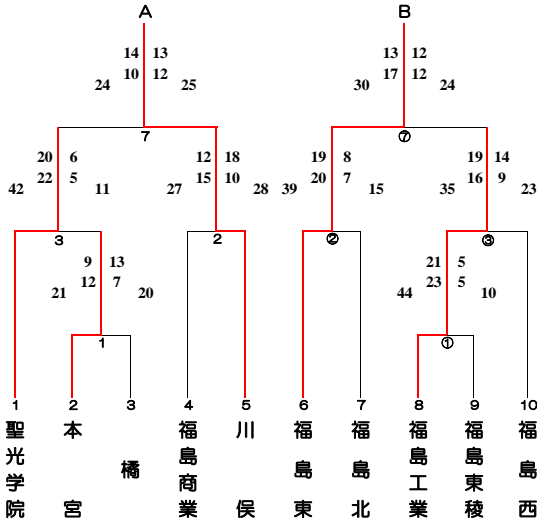 A B
14 13 13 12
10 12 17 12
24 25 30 24
7 ⑦
20 6 12 18 19 8 19 14
22 5 15 10 20 7 16 9
42 11 27 28 39 15 35 23
3 2 ② ③
9 13 21 5
12 7 23 5
21 20 44 10
1 ①
1 2 3 4 5 6 7 8 9 10
聖光学院
本宮
橘
福島商業
川俣
福島東
福島北
福島工業
福島東稜
福島西